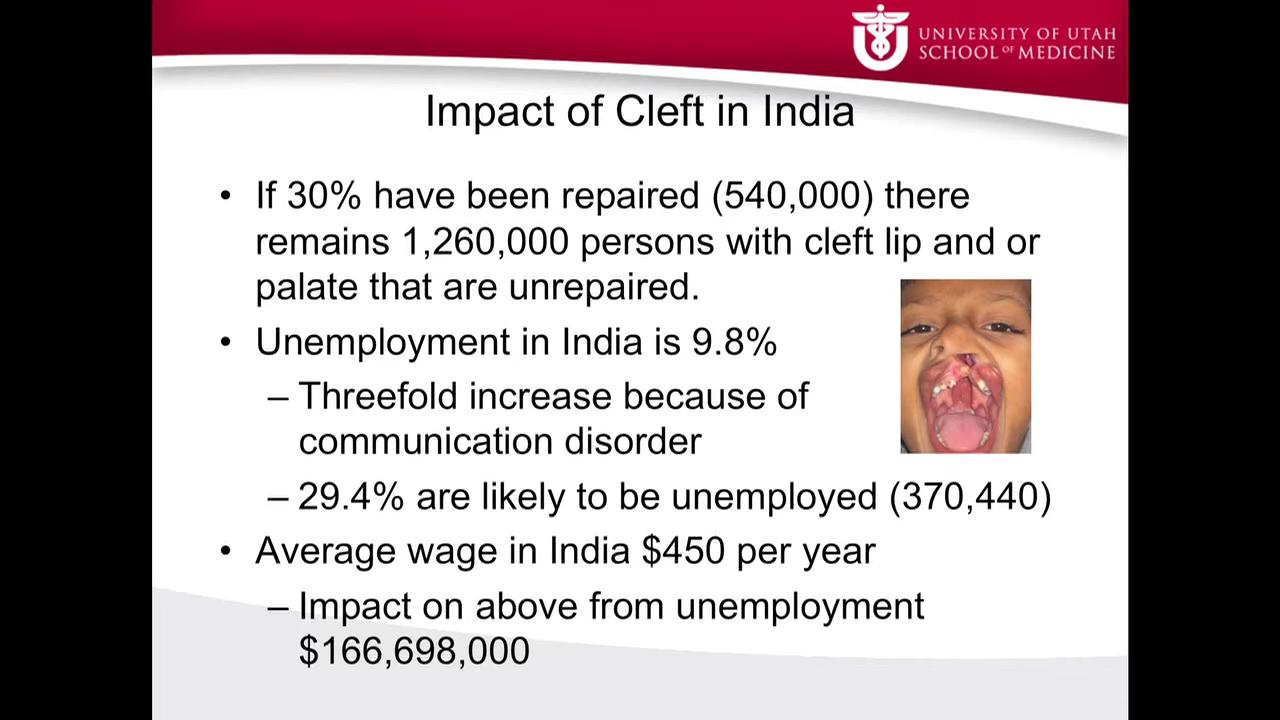 UNIVERSITY OF UTAH
SCHOOL OF MEDICINE
Impact of Cleft in India
• If 30% have been repaired (540,000) there
remains 1,260,000 persons with cleft lip and or
palate that are unrepaired.
• Unemployment in India is 9.8%
– Threefold increase because of
communication disorder
– 29.4% are likely to be unemployed (370,440)
• Average wage in India $450 per year
– Impact on above from unemployment
$166,698,000